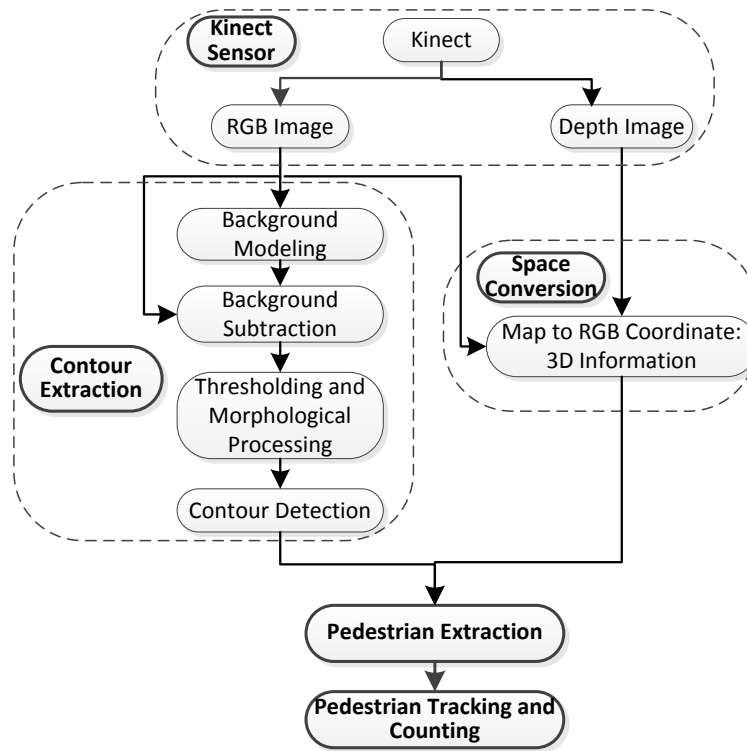 Kinect
Sensor
Kinect
RGB Image
Depth Image
Background
Modeling
Background
Subtraction
Contour
Extraction
Thresholding and
Morphological
Processing
Contour Detection
Space
Conversion
Map to RGB Coordinate:
3D Information
Pedestrian Extraction
Pedestrian Tracking and
Counting